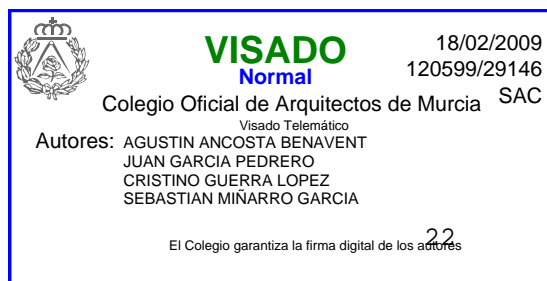 VISADO
Normal
18/02/2009
120599/29146
SAC
Colegio Oficial de Arquitectos de Murcia
Visado Telemático
Autores: AGUSTIN ANCOSTA BENAVENT
JUAN GARCIA PEDRERO
CRISTINO GUERRA LOPEZ
SEBASTIAN MIÑARRO GARCIA
El Colegio garantiza la firma digital de los autores
22